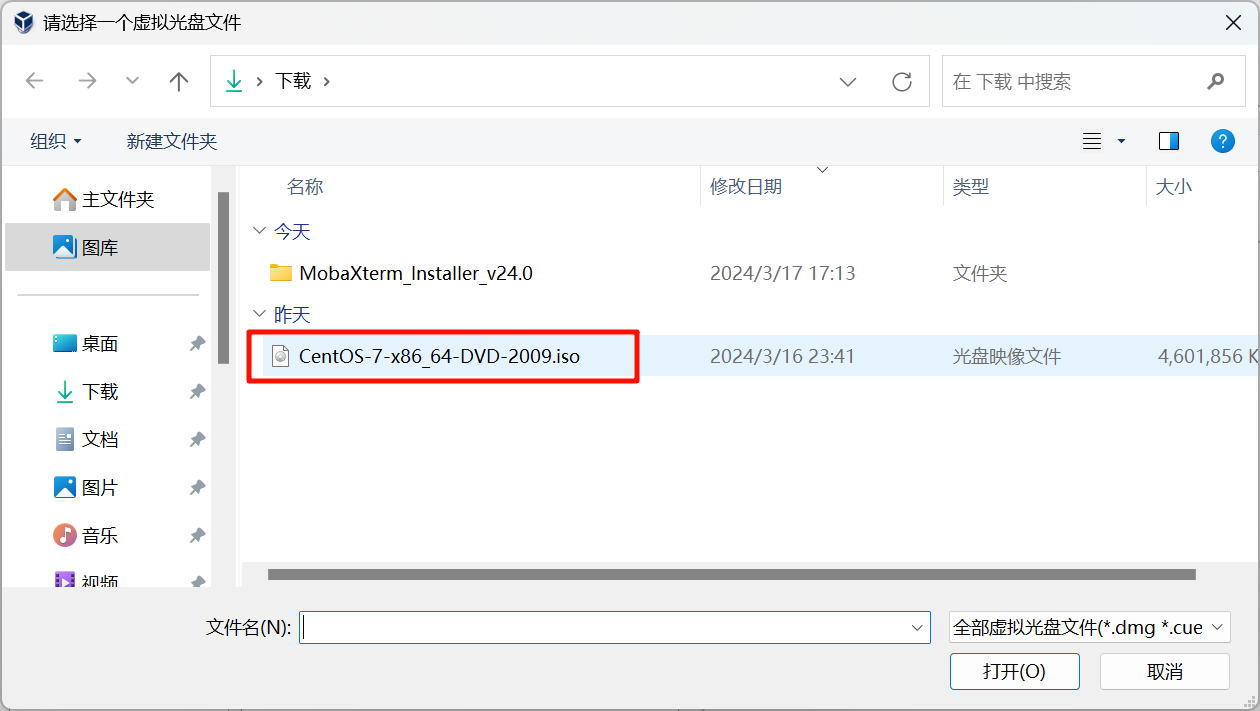 请选择一个虚拟光盘文件
下载
在 下载 中搜索
组织 新建文件夹
名称 修改日期 类型 大小
主文件夹
图库
桌面
下载
文档
图片
音乐
视频
今天
MobaXterm_Installer_v24.0 2024/3/17 17:13 文件夹
昨天
CentOS-7-x86_64-DVD-2009.iso 2024/3/16 23:41 光盘映像文件 4,601,856 K
文件名(N): 全部虚拟光盘文件(*.dmg *.cue
打开(O) 取消